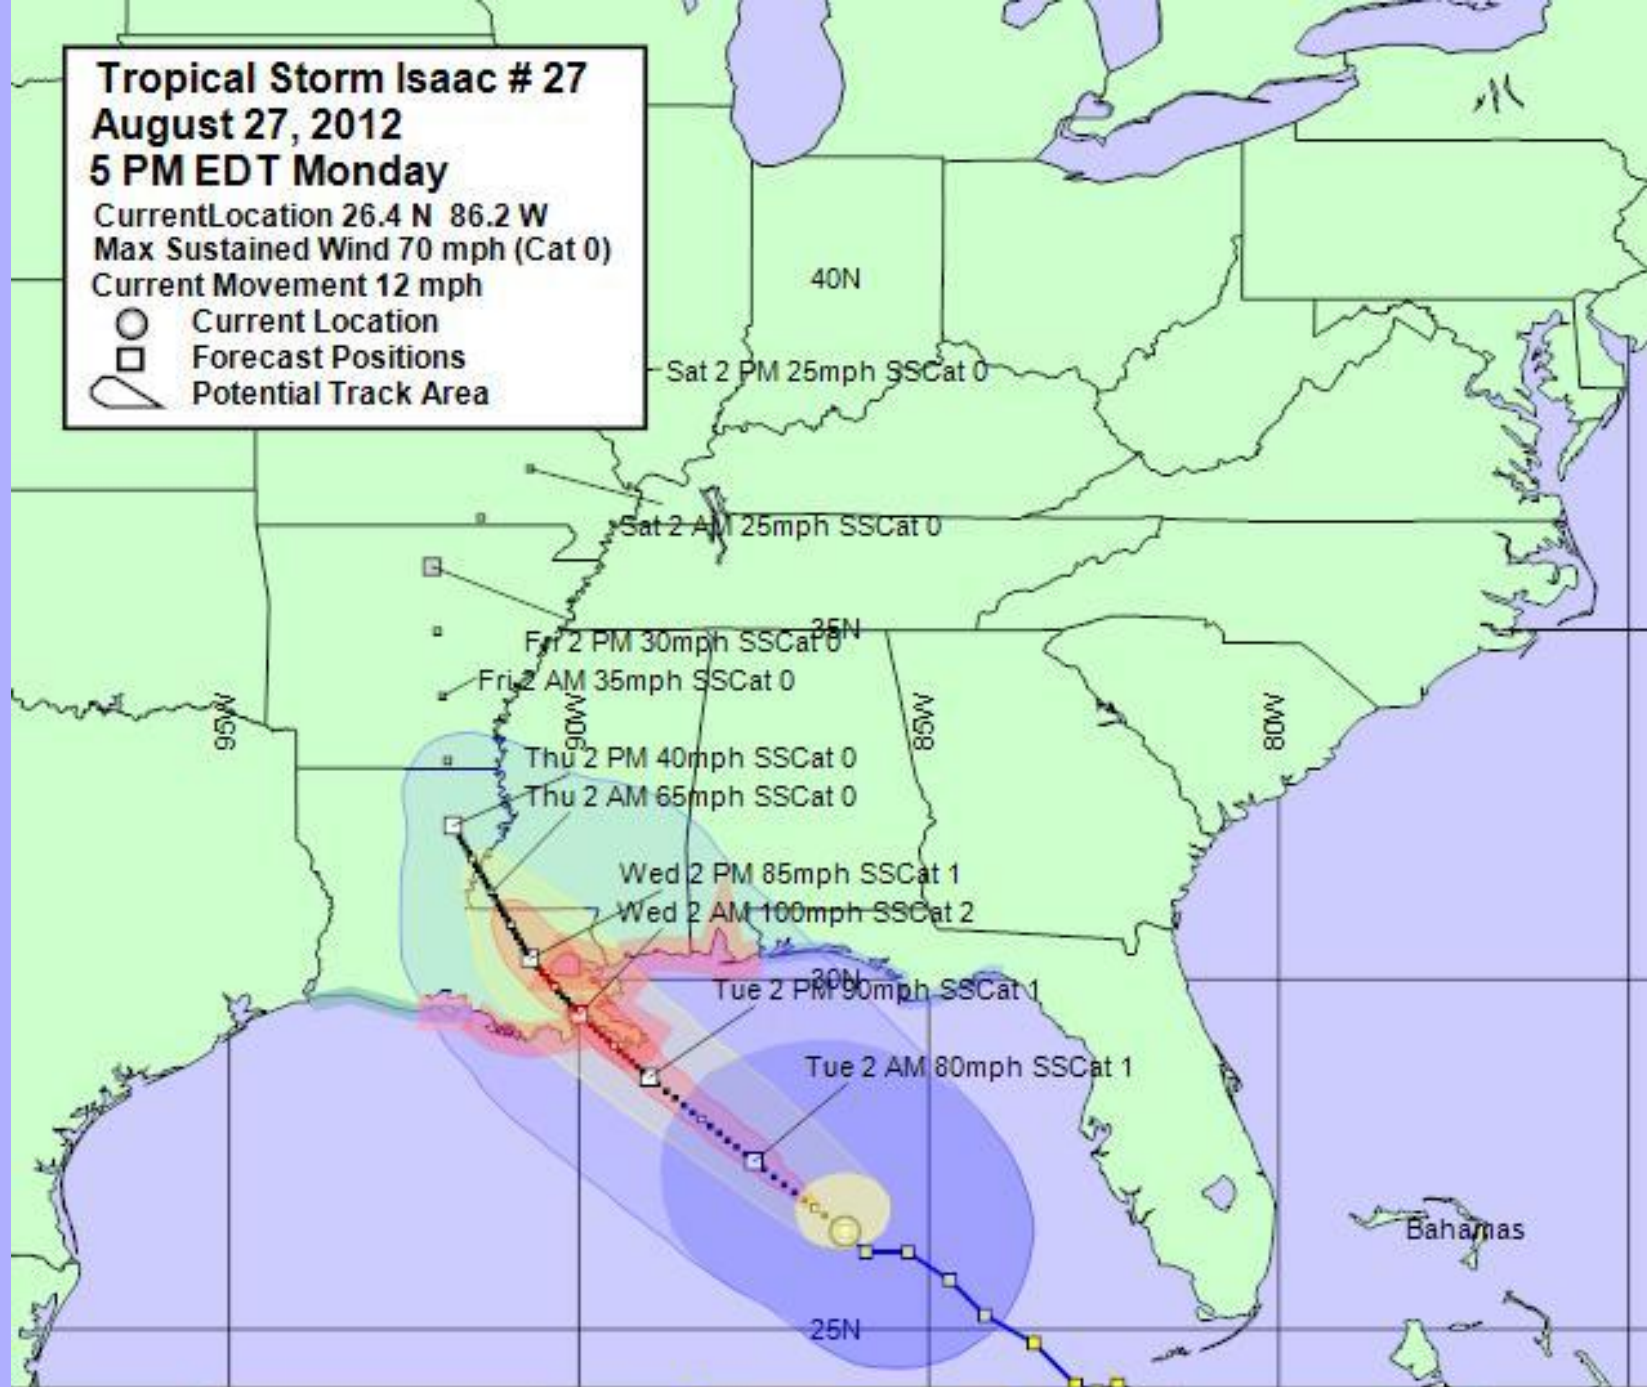 Tropical Storm Isaac # 27
August 27, 2012
5 PM EDT Monday
CurrentLocation 26.4 N 86.2 W
Max Sustained Wind 70 mph (Cat 0)
Current Movement 12 mph
Current Location
Forecast Positions
Potential Track Area
40N
Sat 2 PM 25mph SSCat 0
Sat 2 AM 25mph SSCat 0
35N
Fri 2 PM 30mph SSCat 0
Fri 2 AM 35mph SSCat 0
95W
90W
85W
80W
Thu 2 PM 40mph SSCat 0
Thu 2 AM 65mph SSCat 0
Wed 2 PM 85mph SSCat 1
Wed 2 AM 100mph SSCat 2
30N
Tue 2 PM 90mph SSCat 1
Tue 2 AM 80mph SSCat 1
Bahamas
25N